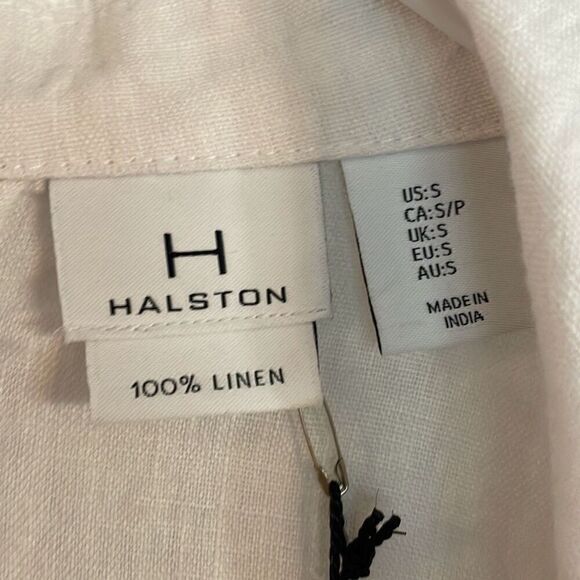 H
HALSTON
100% LINEN
US:S
CA:S/P
UK:S
EU:S
AU:S
MADE IN
INDIA